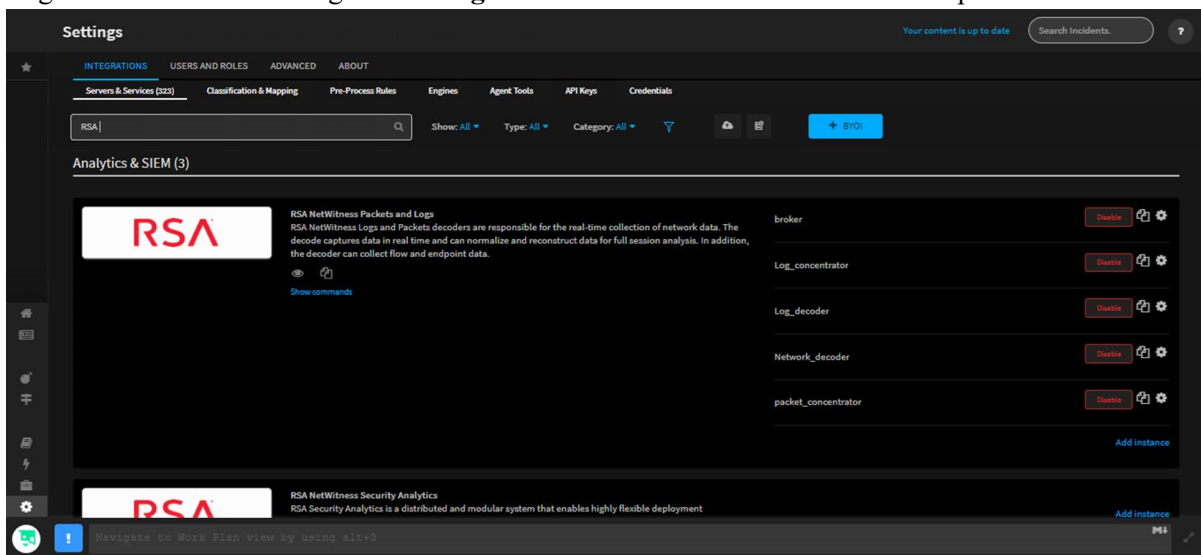 Settings
Your content is up to date
Search Incidents.
?
INTEGRATIONS USERS AND ROLES ADVANCED ABOUT
Servers & Services (323) Classification & Mapping Pre-Process Rules Engines Agent Tools API Keys Credentials
RSA
Show: All Type: All Category: All
+ BYOI
Analytics & SIEM (3)
RSA
RSA NetWitness Packets and Logs
RSA NetWitness Logs and Packets decoders are responsible for the real-time collection of network data. The
decode captures data in real time and can normalize and reconstruct data for full session analysis. In addition,
the decoder can collect flow and endpoint data.
Show commands
broker Disable
Log_concentrator Disable
Log_decoder Disable
Network_decoder Disable
packet_concentrator Disable
Add instance
RSA
RSA NetWitness Security Analytics
RSA Security Analytics is a distributed and modular system that enables highly flexible deployment
Add instance
! Navigate to Work Plan view by using alt+3
M↓